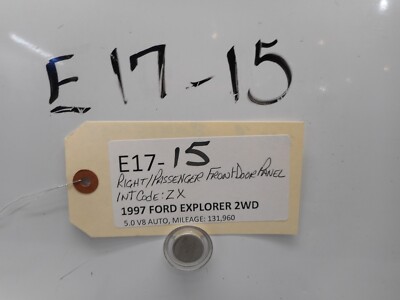 E17-15
E17-15
RIGHT/PASSENGER FRONT DOOR PANEL
INT CODE: ZX
1997 FORD EXPLORER 2WD
5.0 V8 AUTO, MILEAGE: 131,960